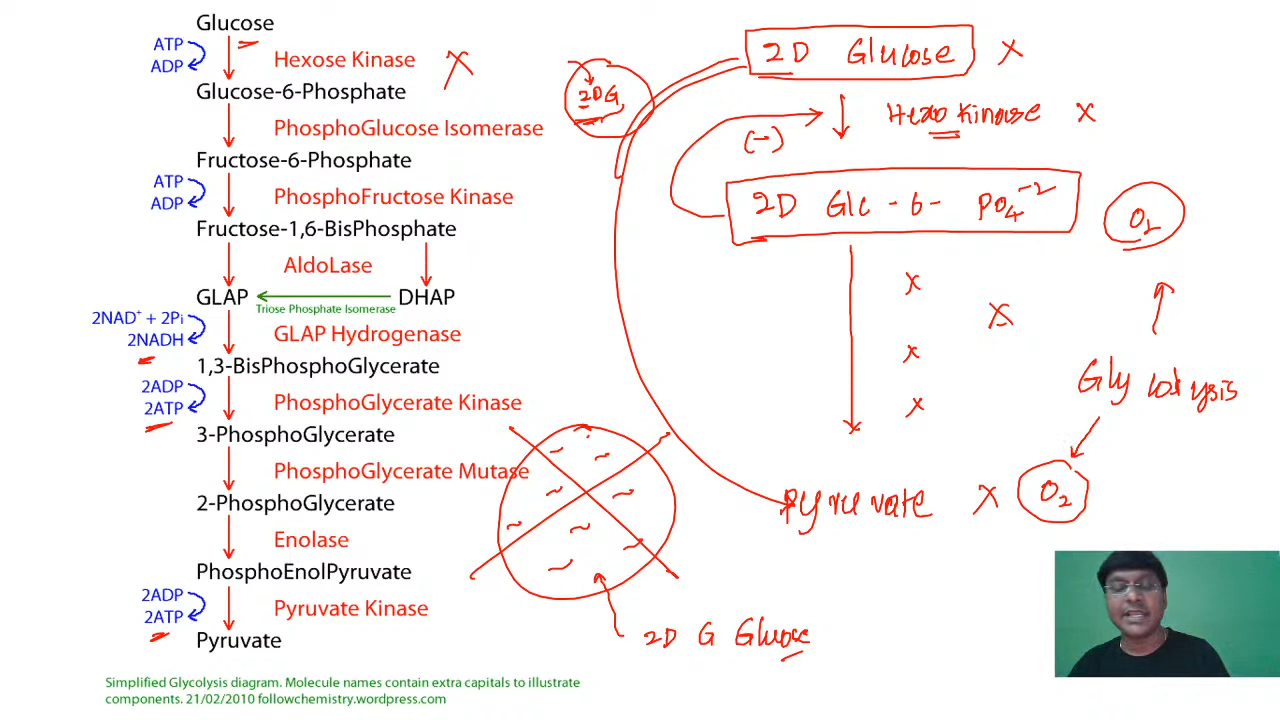 Glucose
ATP
ADP
Hexose Kinase
X
Glucose-6-Phosphate
PhosphoGlucose Isomerase
Fructose-6-Phosphate
ATP
ADP
PhosphoFructose Kinase
Fructose-1,6-BisPhosphate
AldoLase
GLAP
DHAP
Triose Phosphate Isomerase
2NAD+ + 2Pi
2NADH
GLAP Hydrogenase
1,3-BisPhosphoGlycerate
2ADP
2ATP
PhosphoGlycerate Kinase
3-PhosphoGlycerate
PhosphoGlycerate Mutase
2-PhosphoGlycerate
Enolase
PhosphoEnolPyruvate
2ADP
2ATP
Pyruvate Kinase
Pyruvate
Simplified Glycolysis diagram. Molecule names contain extra capitals to illustrate
components. 21/02/2010 followchemistry.wordpress.com
2DG
2D Glucose X
Hexo Kinase X
(-)
2D Glc - 6 - PO4-2
O2
X
X
X
X
Glycolysis
Pyruvate X O2
2D G Glucose